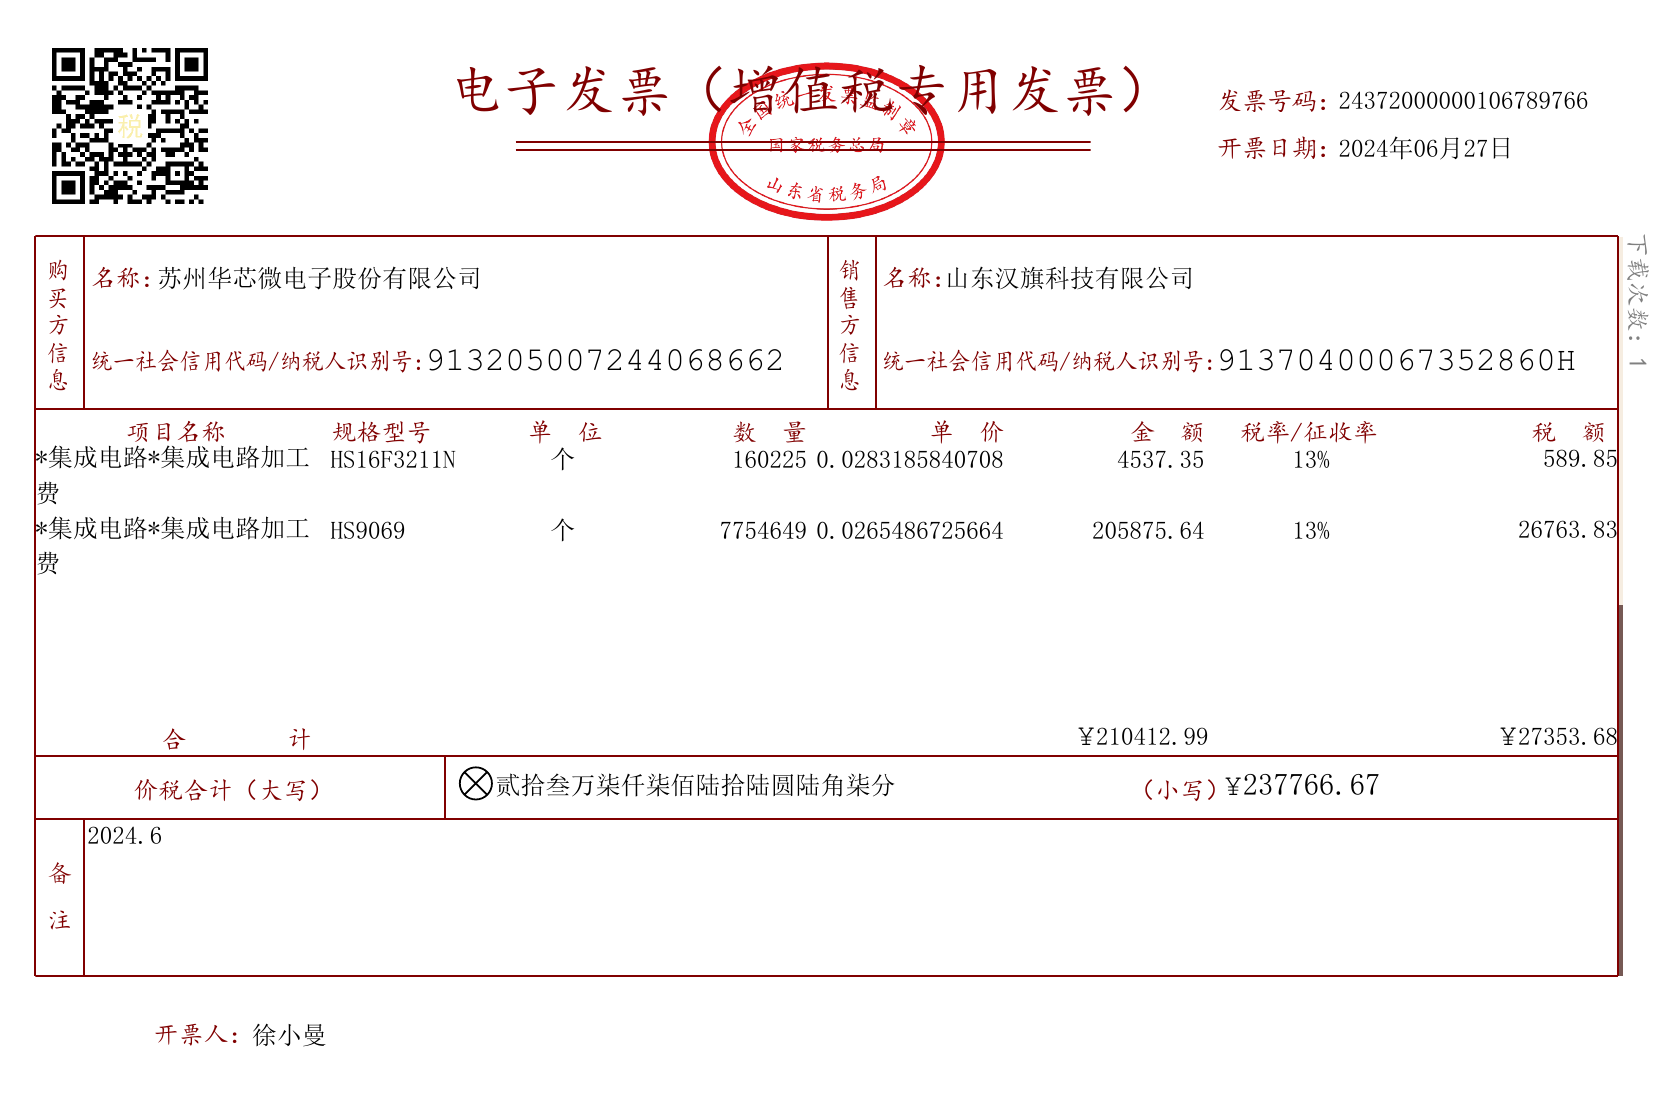 电子发票（增值税专用发票）
全国统一发票监制章
国家税务总局
山东省税务局
税
发票号码：24372000000106789766
开票日期：2024年06月27日
下载次数：1
购买方信息
名称：苏州华芯微电子股份有限公司
统一社会信用代码/纳税人识别号：913205007244068662
销售方信息
名称：山东汉旗科技有限公司
统一社会信用代码/纳税人识别号：91370400067352860H
项目名称 规格型号 单位 数量 单价 金额 税率/征收率 税额
*集成电路*集成电路加工 HS16F3211N 个 160225 0.0283185840708 4537.35 13% 589.85
费
*集成电路*集成电路加工 HS9069 个 7754649 0.0265486725664 205875.64 13% 26763.83
费
合计 ¥210412.99 ¥27353.68
价税合计（大写） ⊗贰拾叁万柒仟柒佰陆拾陆圆陆角柒分 （小写）¥237766.67
备注
2024.6
开票人：徐小曼